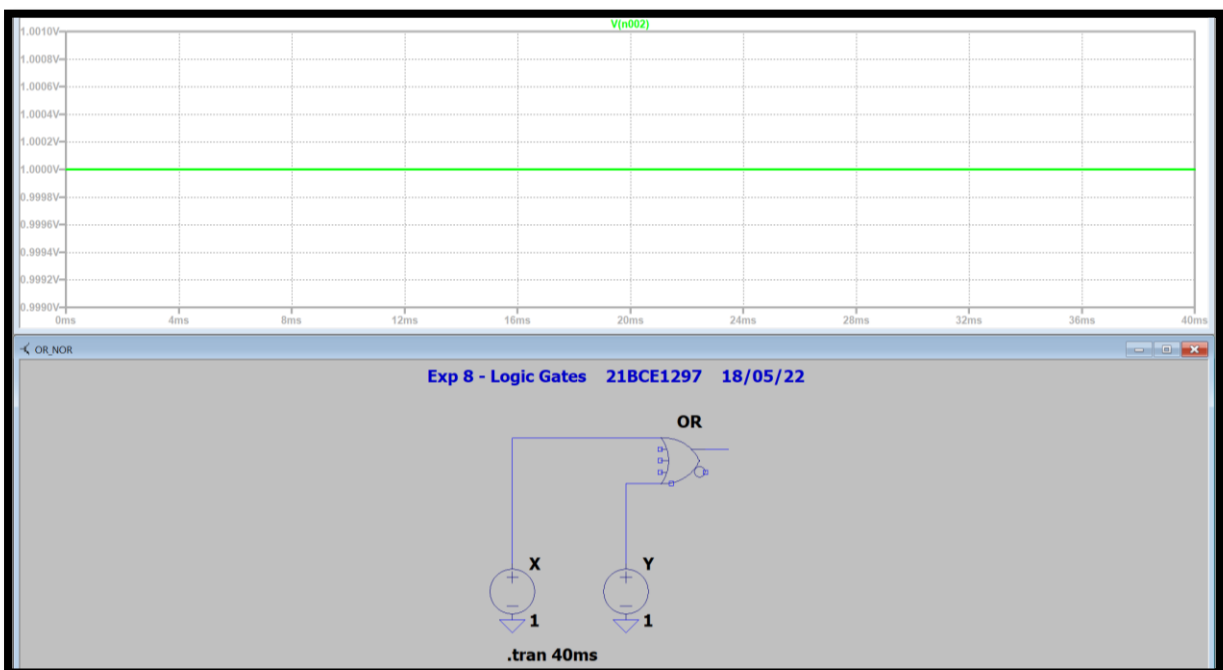 V(n002)
1.0010V
1.0008V
1.0006V
1.0004V
1.0002V
1.0000V
0.9998V
0.9996V
0.9994V
0.9992V
0.9990V
0ms 4ms 8ms 12ms 16ms 20ms 24ms 28ms 32ms 36ms 40ms
OR_NOR
Exp 8 - Logic Gates 21BCE1297 18/05/22
OR
X Y
1 1
.tran 40ms